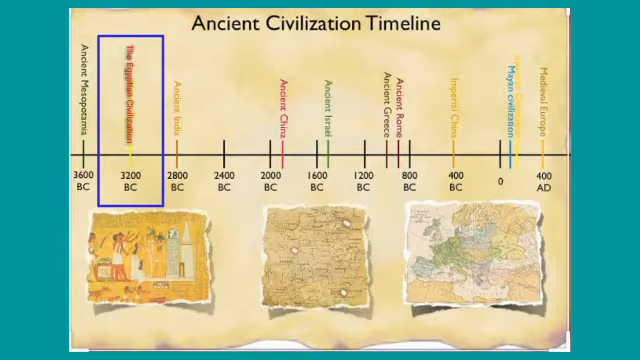 Ancient Civilization Timeline
Ancient Mesopotamia
The Egyptian Civilization
Ancient India
Ancient China
Ancient Israel
Ancient Greece
Ancient Rome
Imperial China
Mayan civilization
Medieval Europe
3600 BC
3200 BC
2800 BC
2400 BC
2000 BC
1600 BC
1200 BC
800 BC
400 BC
0
400 AD